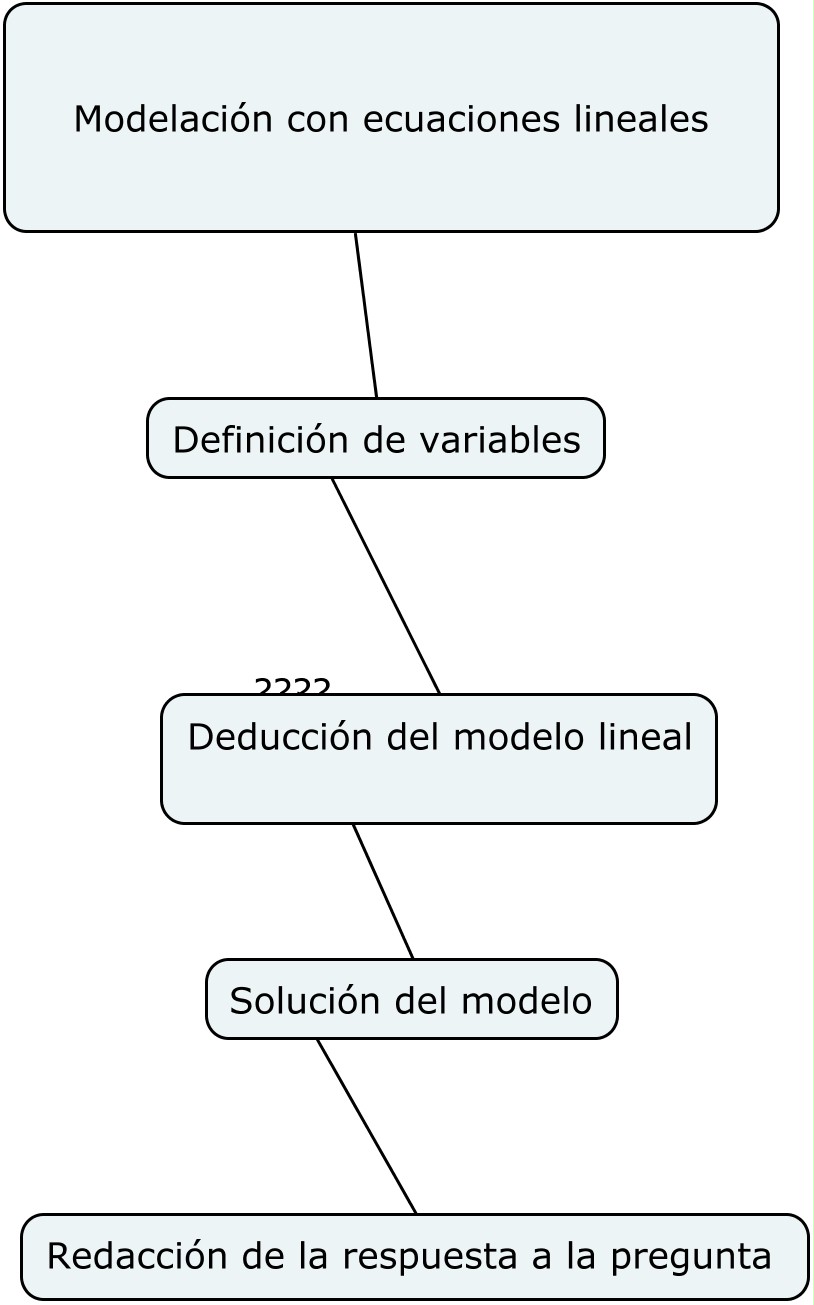 Modelación con ecuaciones lineales
Definición de variables
????
Deducción del modelo lineal
Solución del modelo
Redacción de la respuesta a la pregunta